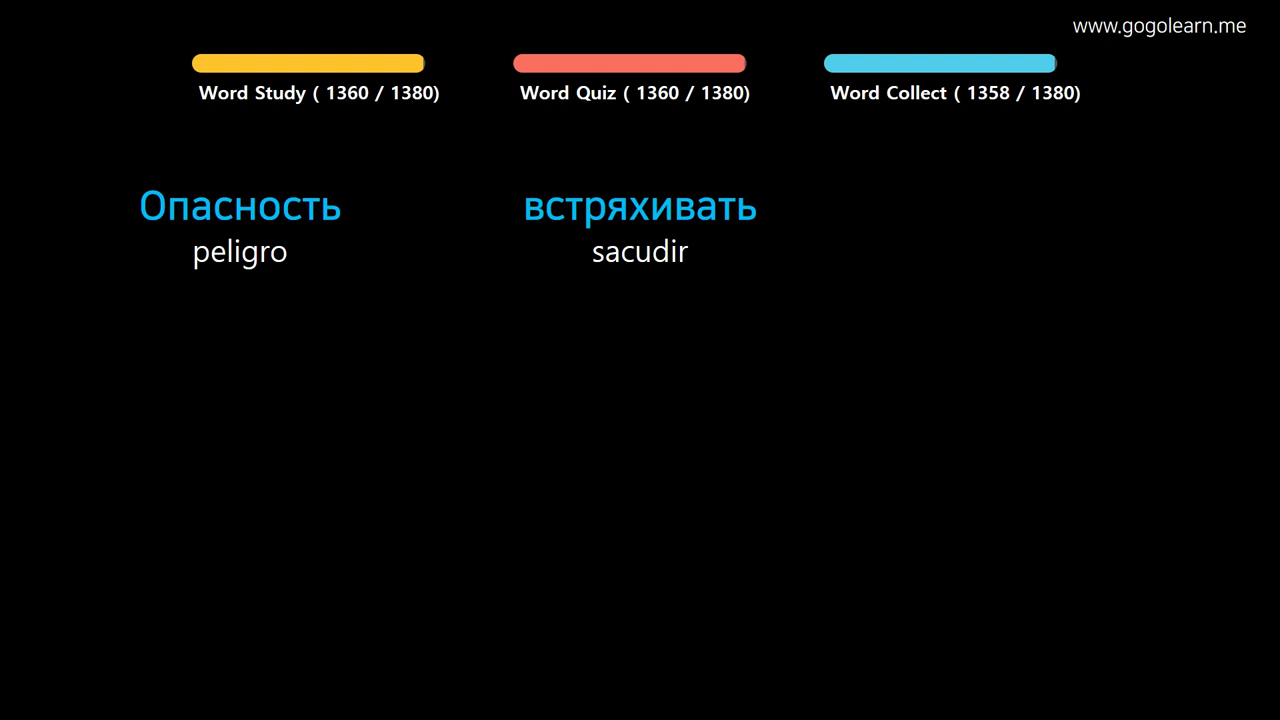 www.gogolearn.me
Word Study ( 1360 / 1380)
Word Quiz ( 1360 / 1380)
Word Collect ( 1358 / 1380)
Опасность
peligro
встряхивать
sacudir